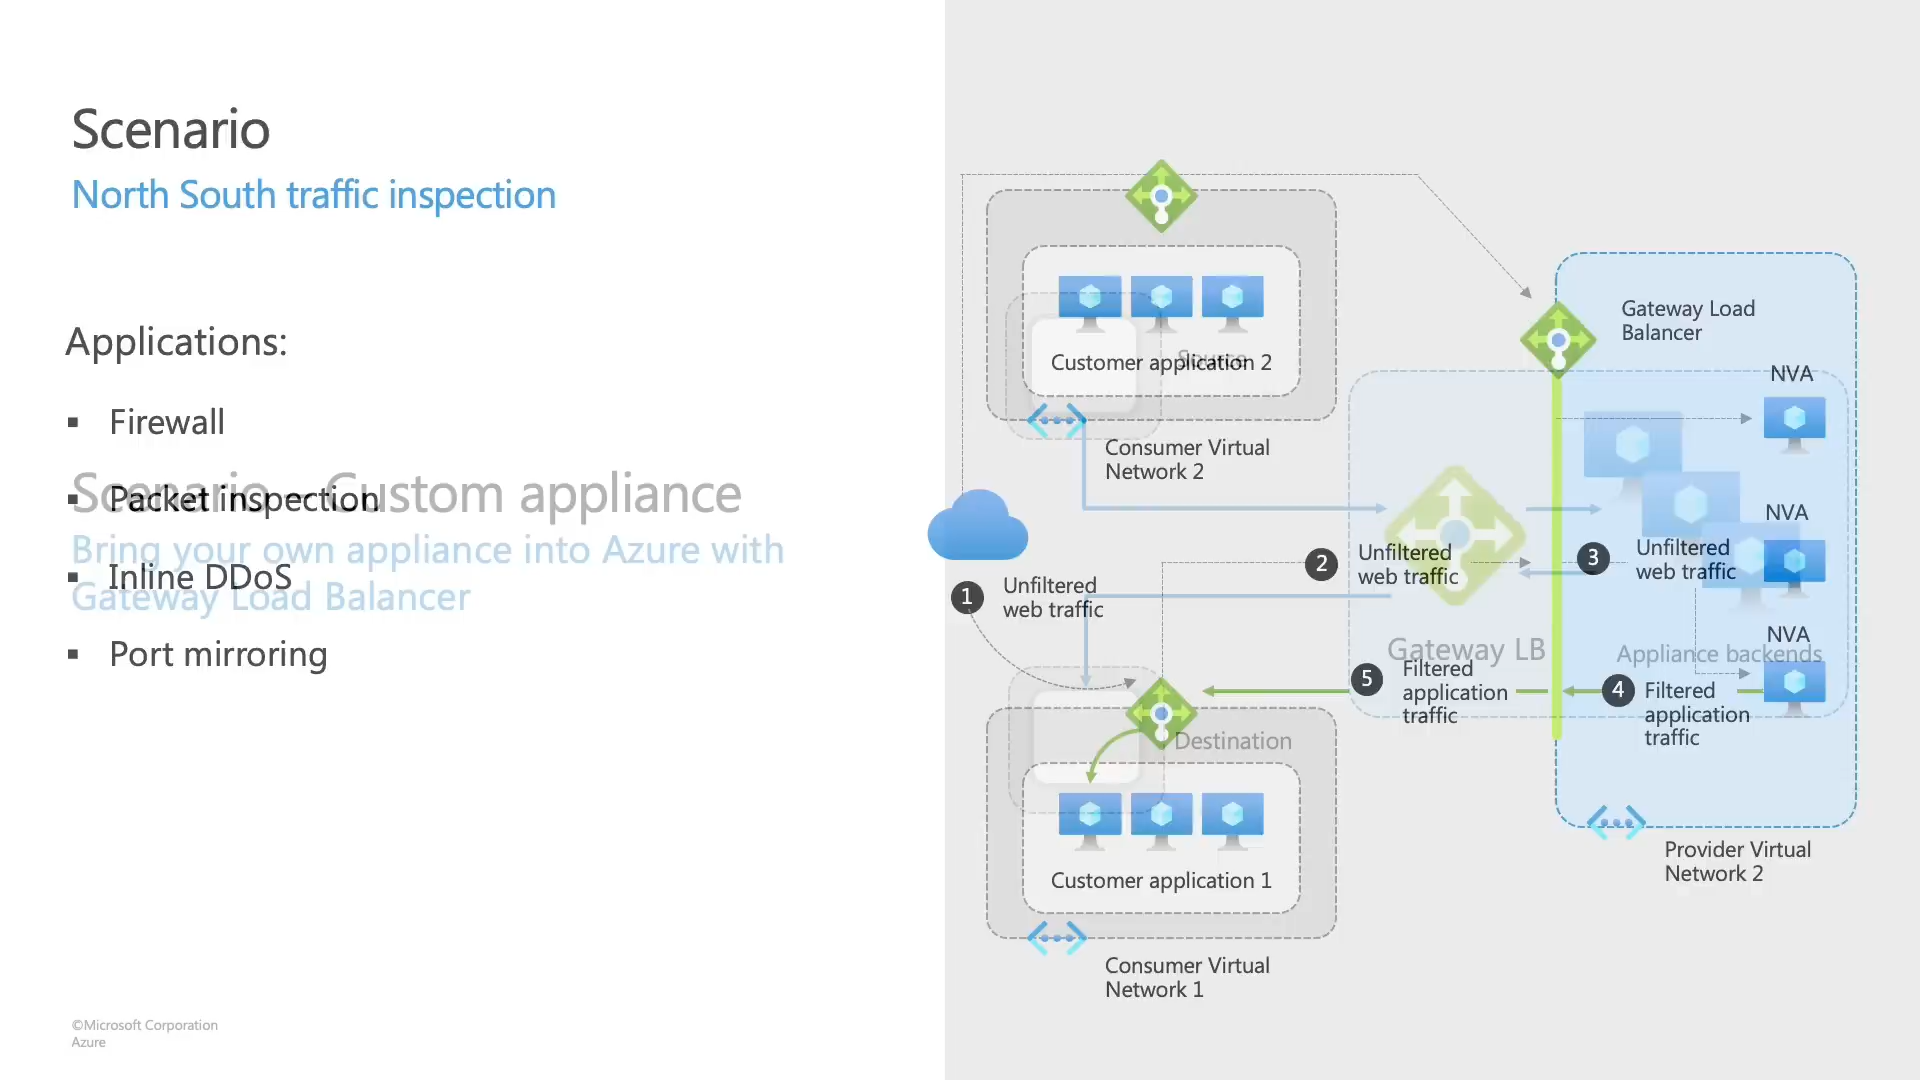 Scenario
North South traffic inspection
Applications:
▪ Firewall
Scenario – Custom appliance
▪ Packet inspection
Bring your own appliance into Azure with
▪ Inline DDoS
Gateway Load Balancer
▪ Port mirroring
©Microsoft Corporation
Azure
Source
Customer application 2
Consumer Virtual
Network 2
Gateway Load
Balancer
NVA
NVA
NVA
1
Unfiltered
web traffic
2
Unfiltered
web traffic
3
Unfiltered
web traffic
Gateway LB
Appliance backends
5
Filtered
application
traffic
4
Filtered
application
traffic
Destination
Customer application 1
Consumer Virtual
Network 1
Provider Virtual
Network 2